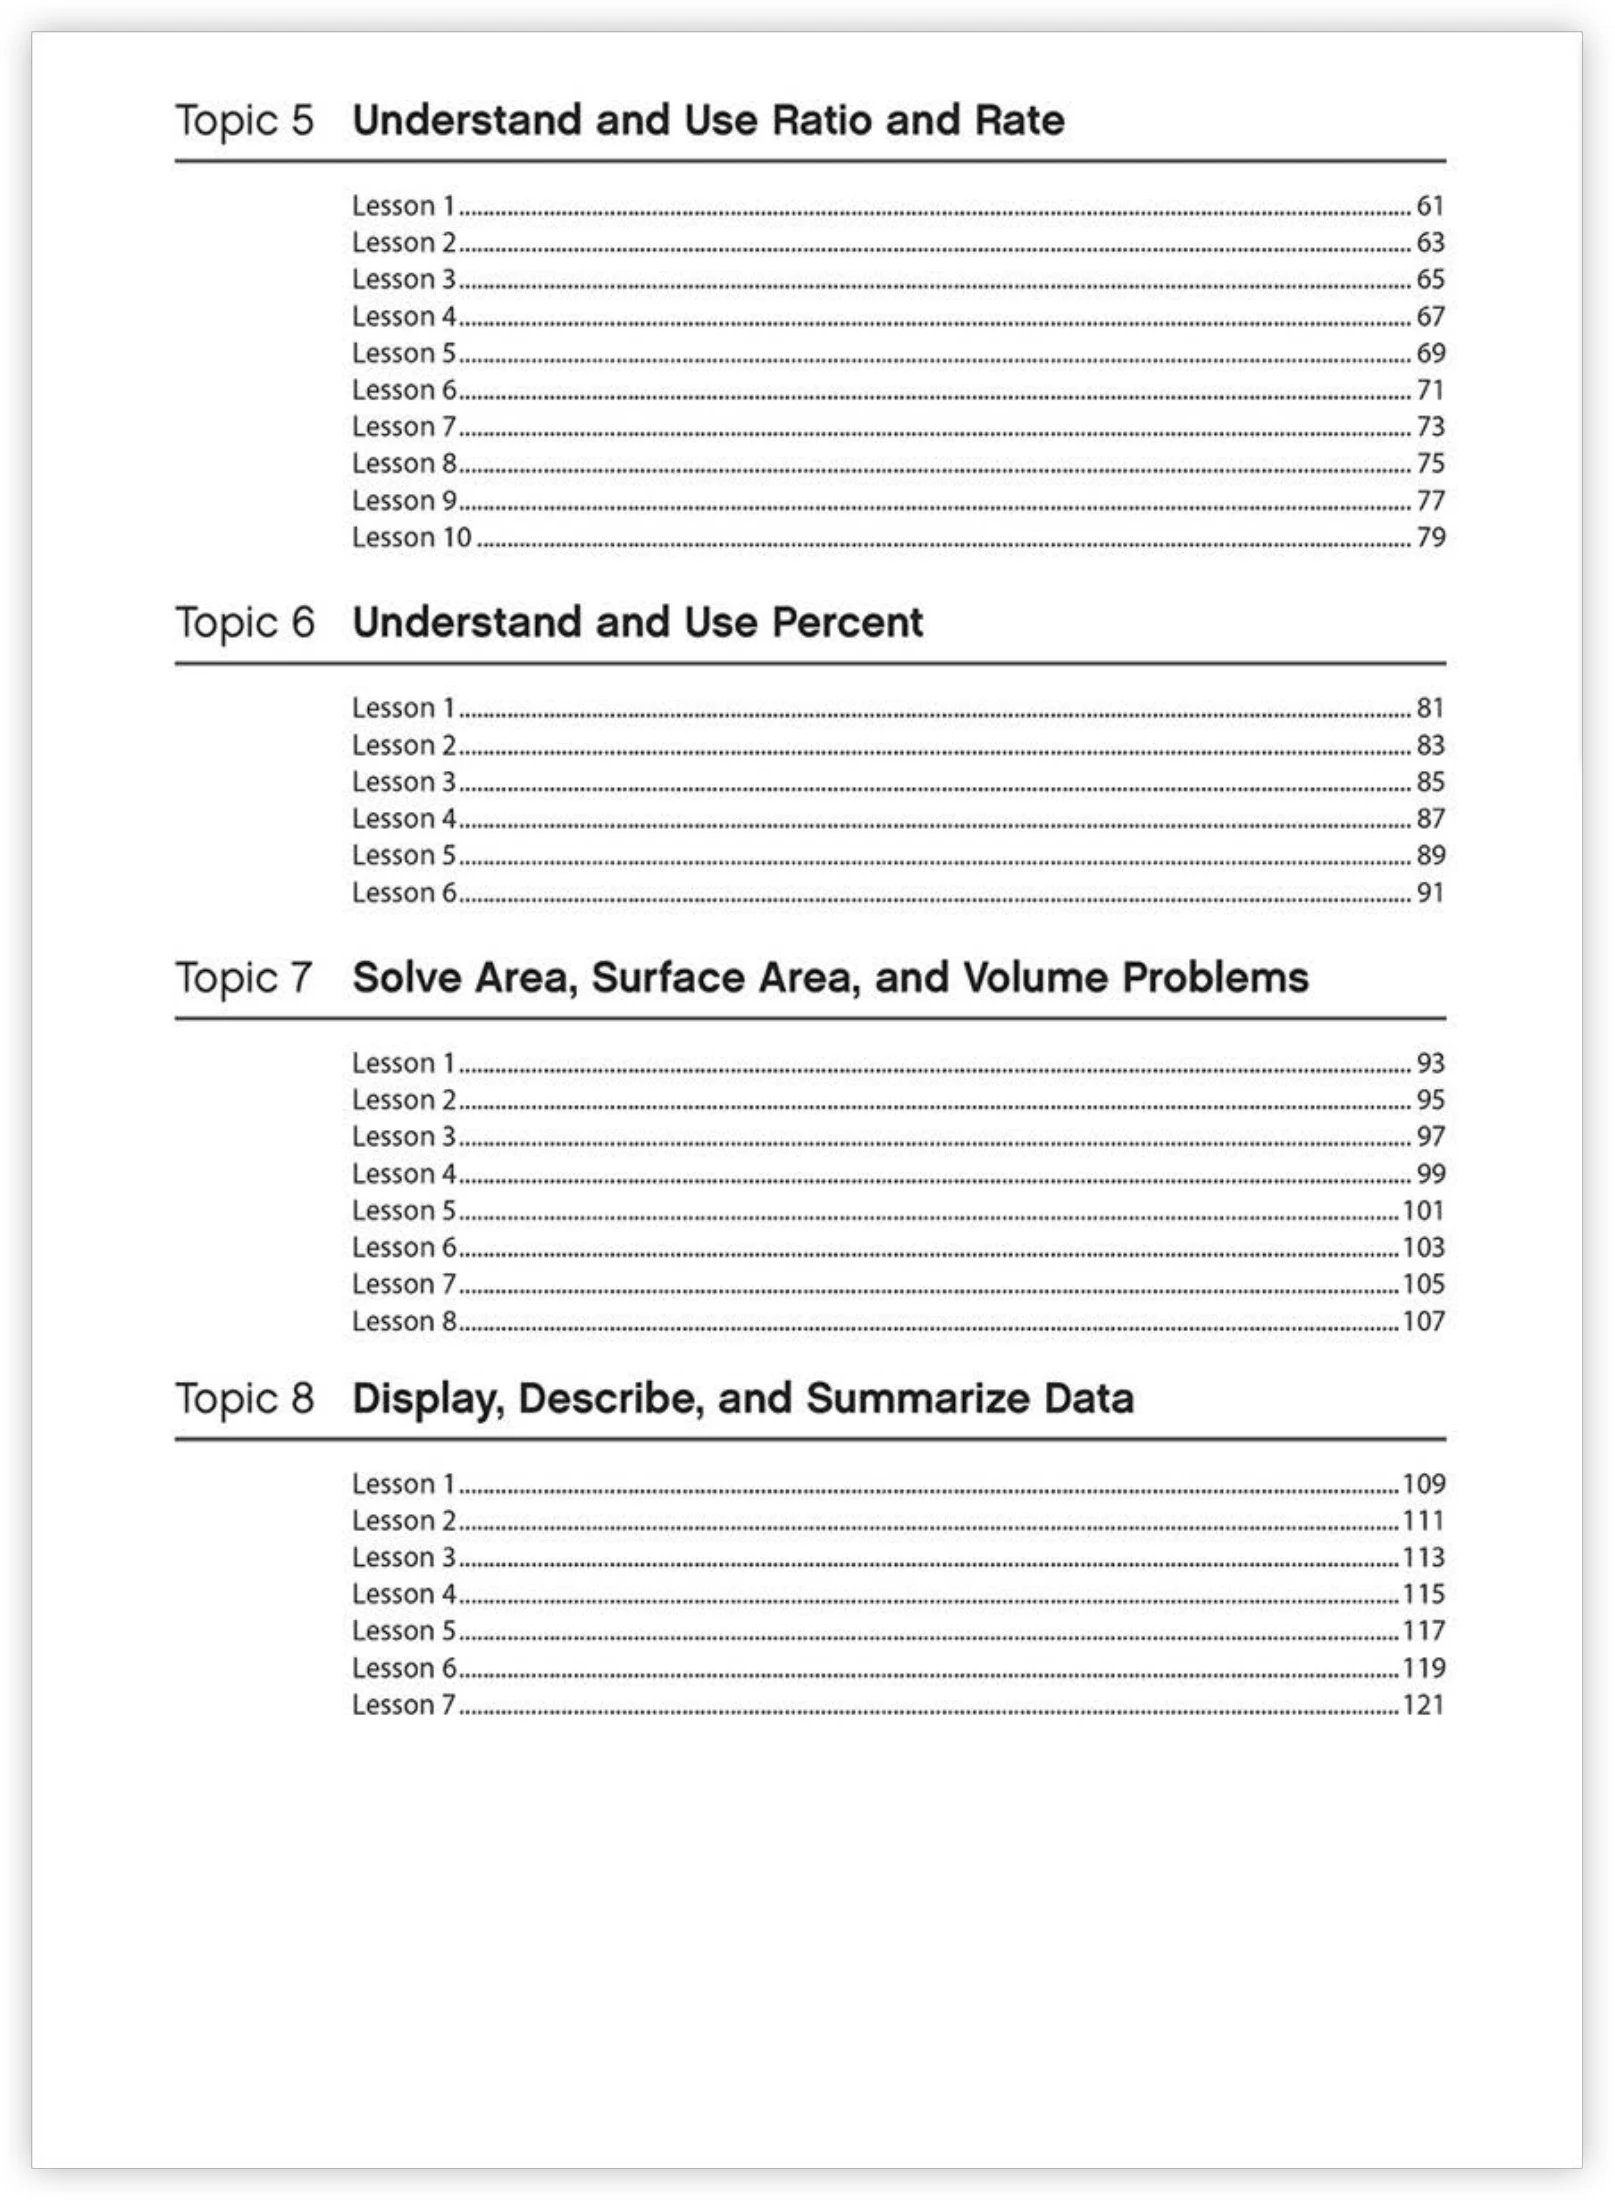 Topic 5 Understand and Use Ratio and Rate
Lesson 1 61
Lesson 2 63
Lesson 3 65
Lesson 4 67
Lesson 5 69
Lesson 6 71
Lesson 7 73
Lesson 8 75
Lesson 9 77
Lesson 10 79
Topic 6 Understand and Use Percent
Lesson 1 81
Lesson 2 83
Lesson 3 85
Lesson 4 87
Lesson 5 89
Lesson 6 91
Topic 7 Solve Area, Surface Area, and Volume Problems
Lesson 1 93
Lesson 2 95
Lesson 3 97
Lesson 4 99
Lesson 5 101
Lesson 6 103
Lesson 7 105
Lesson 8 107
Topic 8 Display, Describe, and Summarize Data
Lesson 1 109
Lesson 2 111
Lesson 3 113
Lesson 4 115
Lesson 5 117
Lesson 6 119
Lesson 7 121